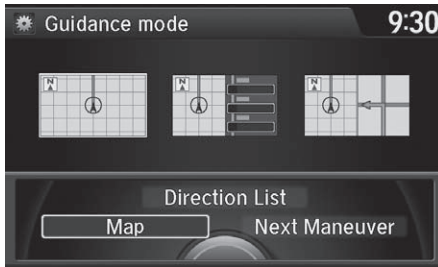 Guidance mode
9:30
N
N
N
Direction List
Map
Next Maneuver